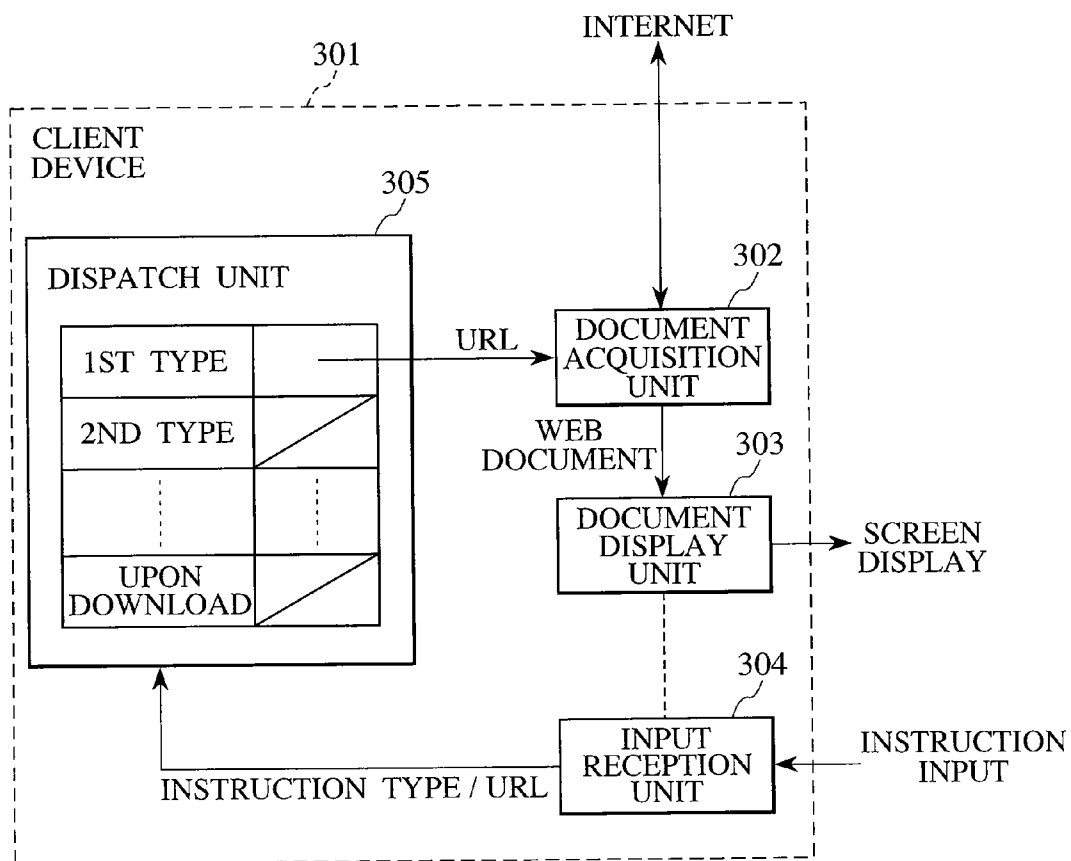 INTERNET
301
CLIENT
DEVICE
305
DISPATCH UNIT
302
1ST TYPE
URL
DOCUMENT
ACQUISITION
UNIT
2ND TYPE
WEB
DOCUMENT
303
DOCUMENT
DISPLAY
UNIT
SCREEN
DISPLAY
UPON
DOWNLOAD
304
INPUT
RECEPTION
UNIT
INSTRUCTION
INPUT
INSTRUCTION TYPE / URL